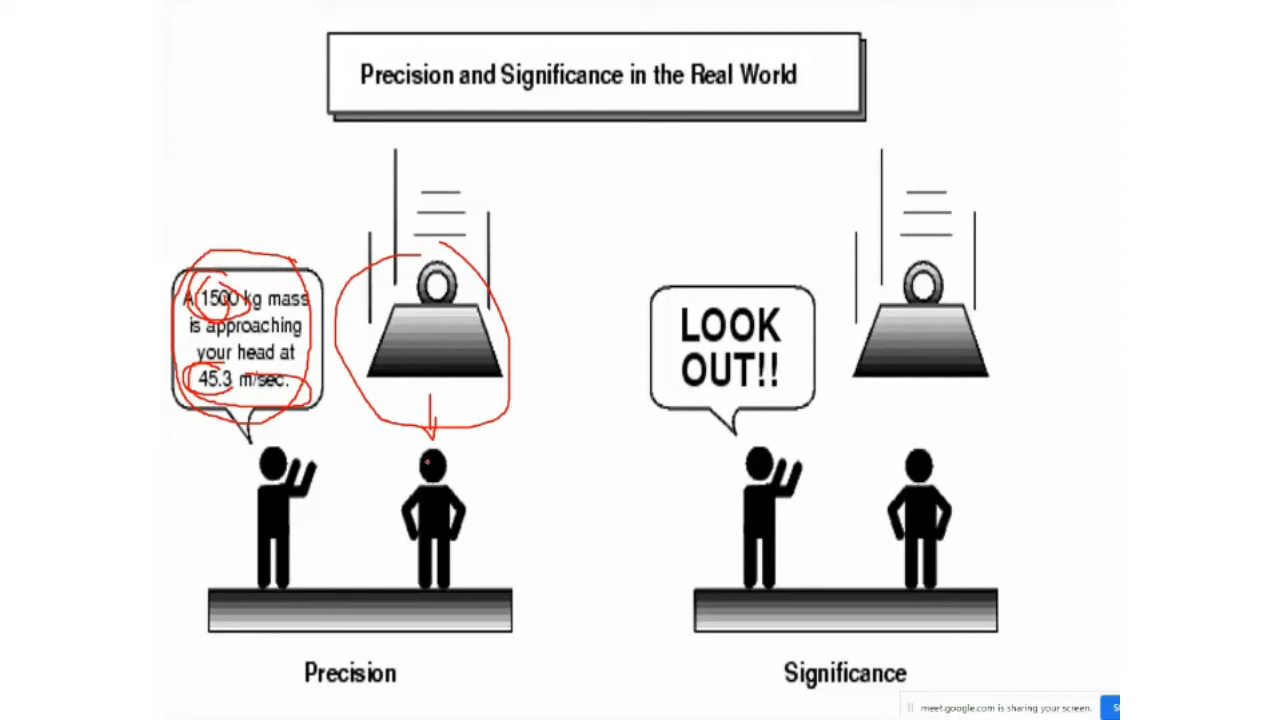 Precision and Significance in the Real World
A 1500 kg mass
is approaching
your head at
45.3 m/sec.
LOOK
OUT!!
Precision
Significance
meet.google.com is sharing your screen.